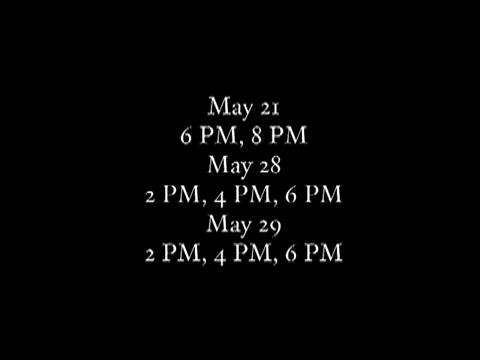 May 21
6 PM, 8 PM
May 28
2 PM, 4 PM, 6 PM
May 29
2 PM, 4 PM, 6 PM